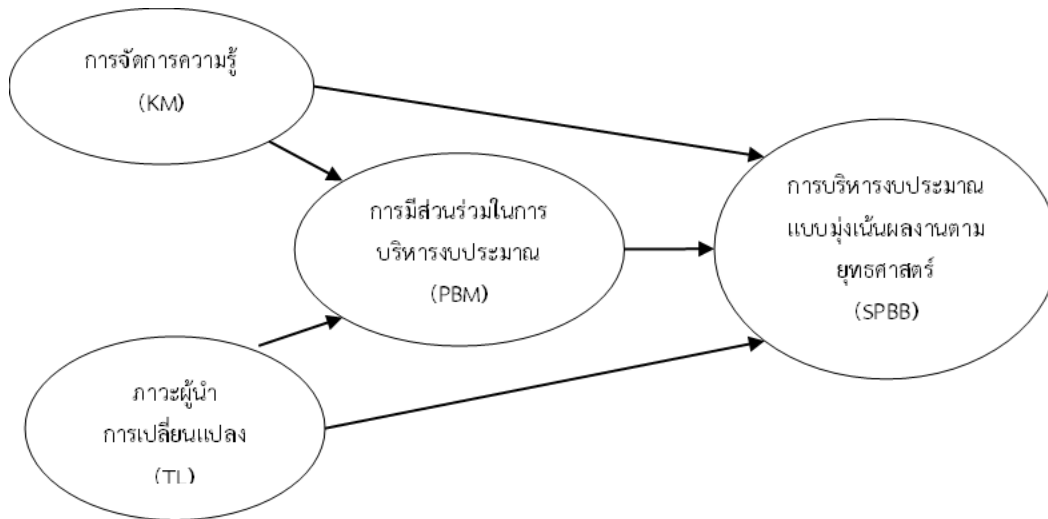 การจัดการความรู้
(KM)
การมีส่วนร่วมในการ
บริหารงบประมาณ
(PBM)
การบริหารงบประมาณ
แบบมุ่งเน้นผลงานตาม
ยุทธศาสตร์
(SPBB)
ภาวะผู้นำ
การเปลี่ยนแปลง
(TL)